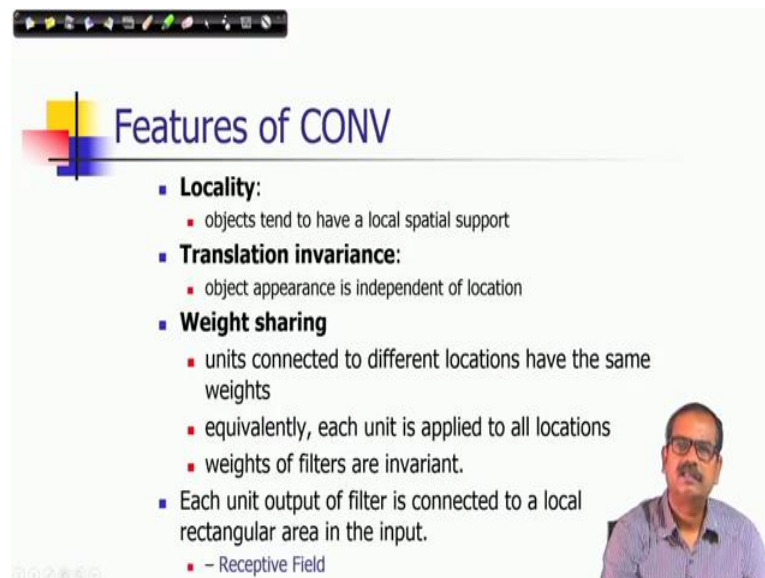 Features of CONV
Locality:
objects tend to have a local spatial support
Translation invariance:
object appearance is independent of location
Weight sharing
units connected to different locations have the same
weights
equivalently, each unit is applied to all locations
weights of filters are invariant.
Each unit output of filter is connected to a local
rectangular area in the input.
– Receptive Field